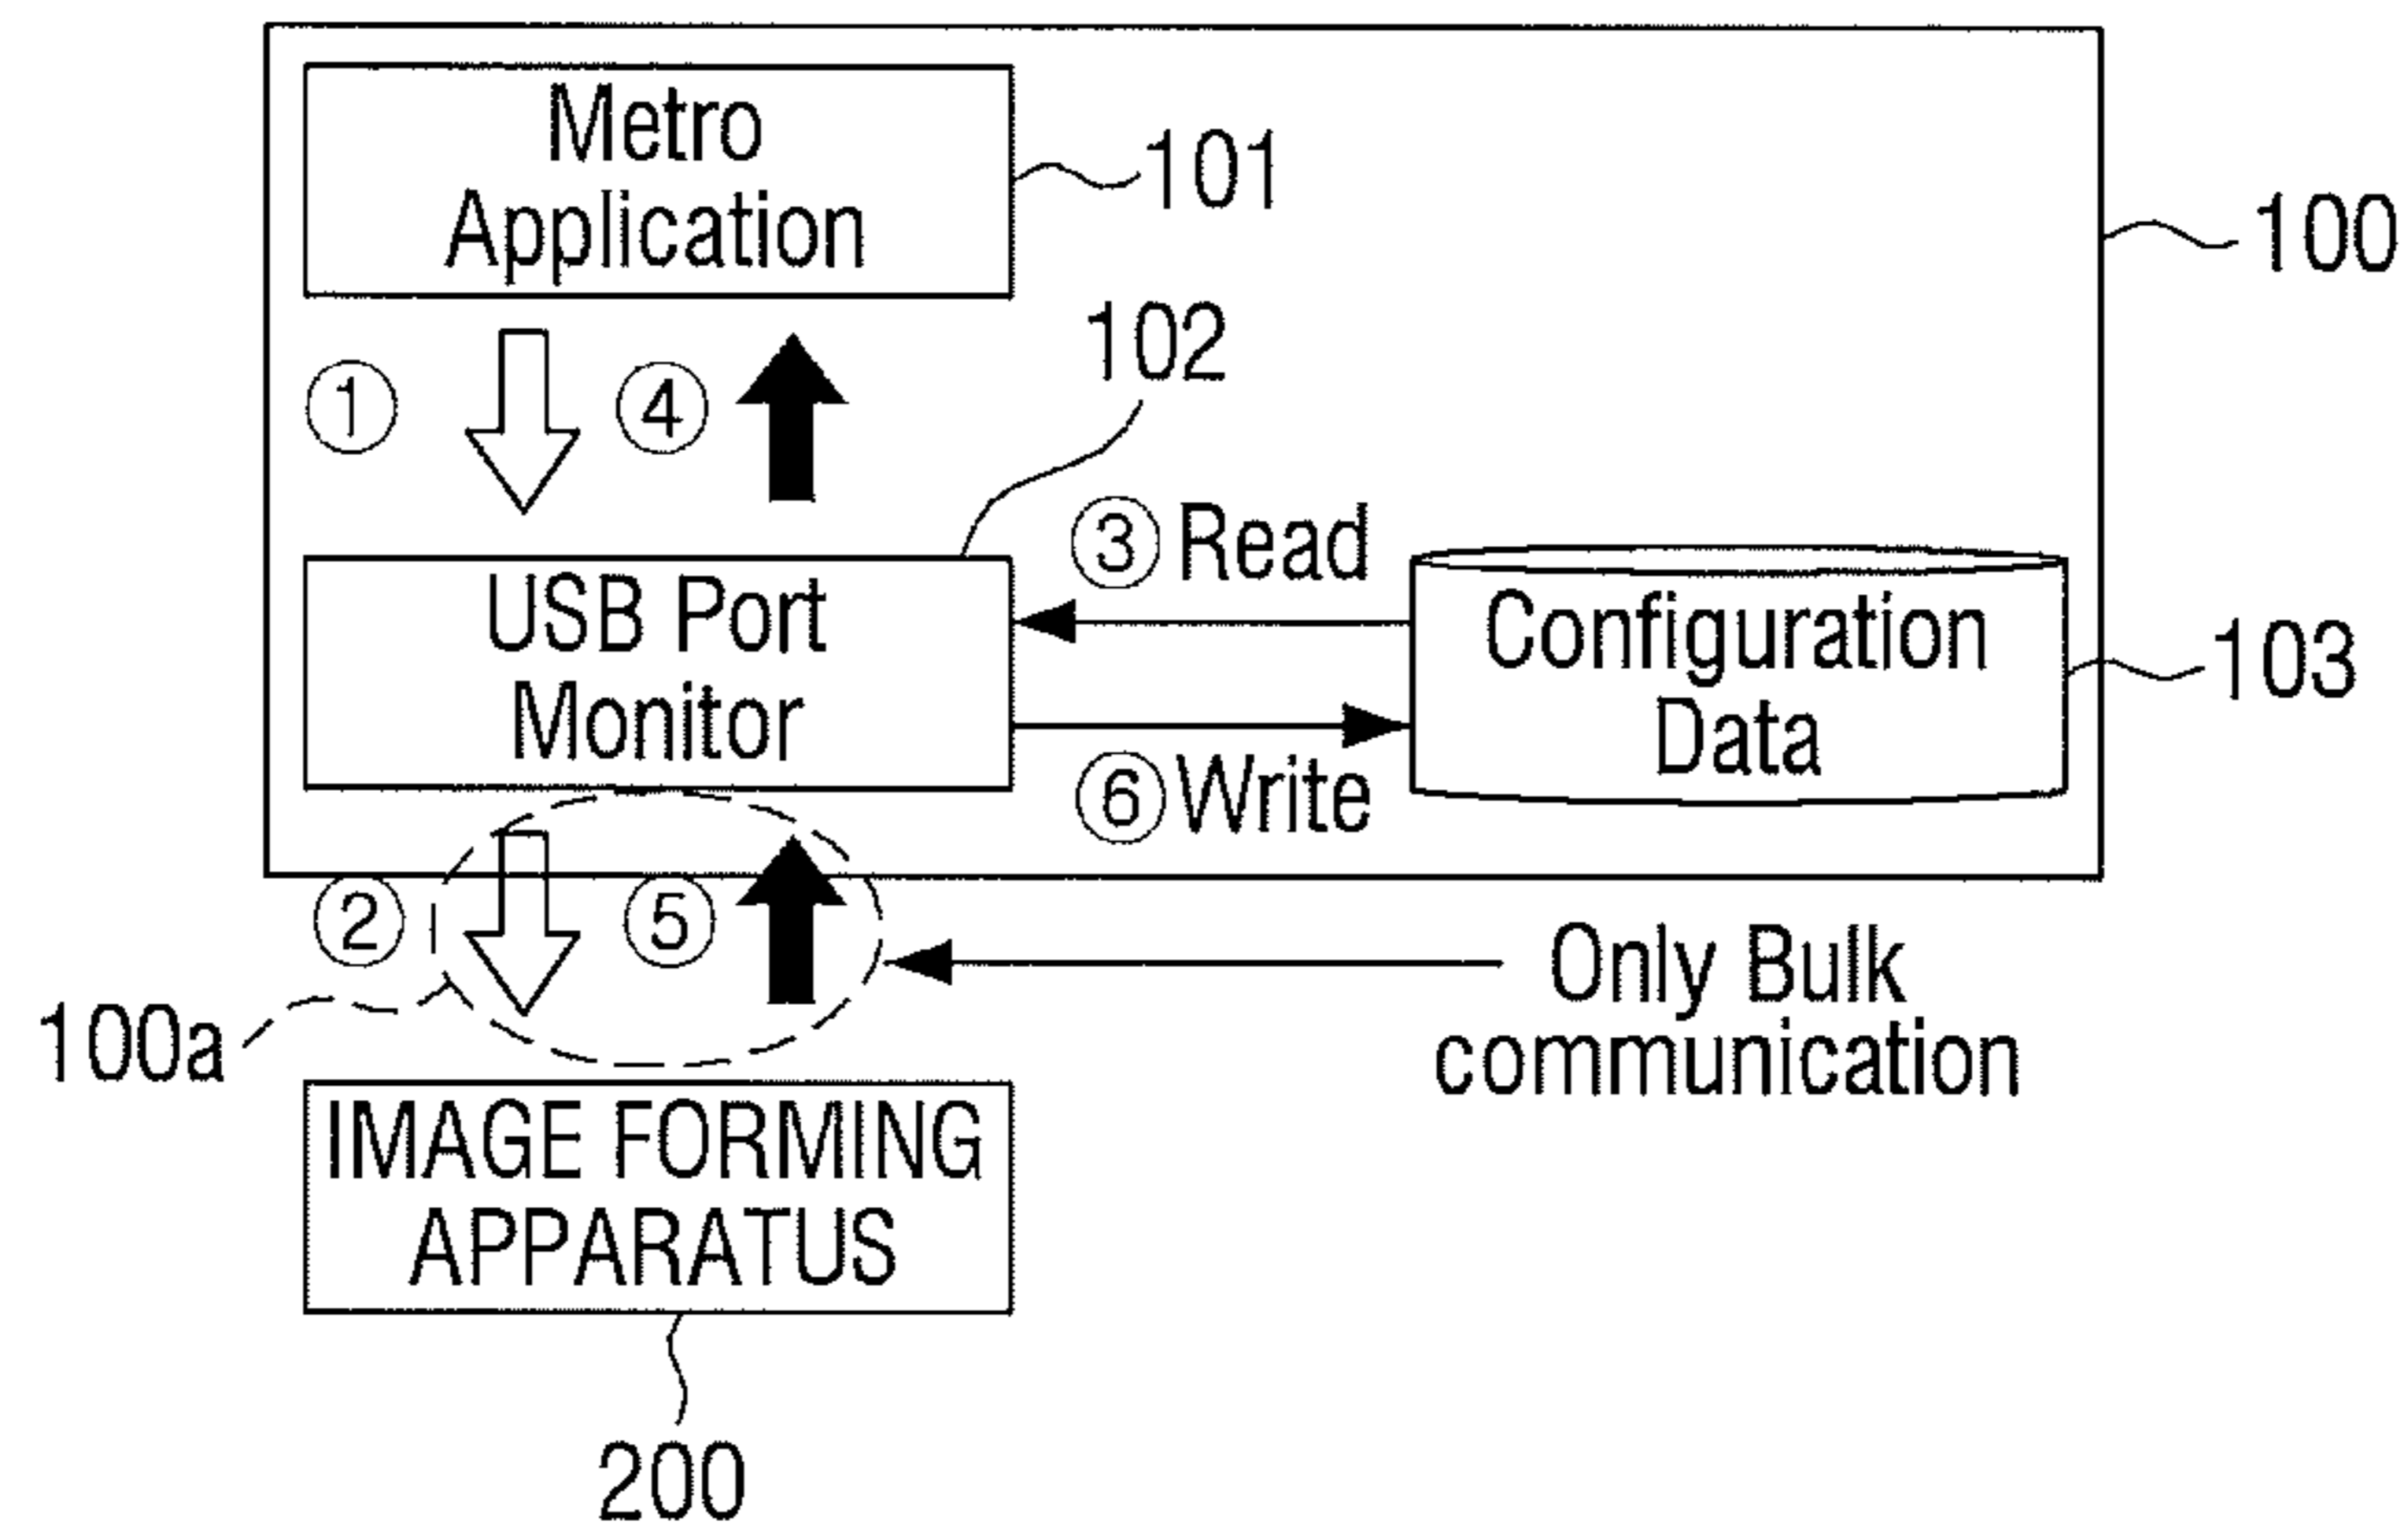 Metro
Application
101
100
102
① ④
③ Read
USB Port
Monitor
Configuration
Data
103
⑥ Write
② ⑤
Only Bulk
communication
100a
IMAGE FORMING
APPARATUS
200